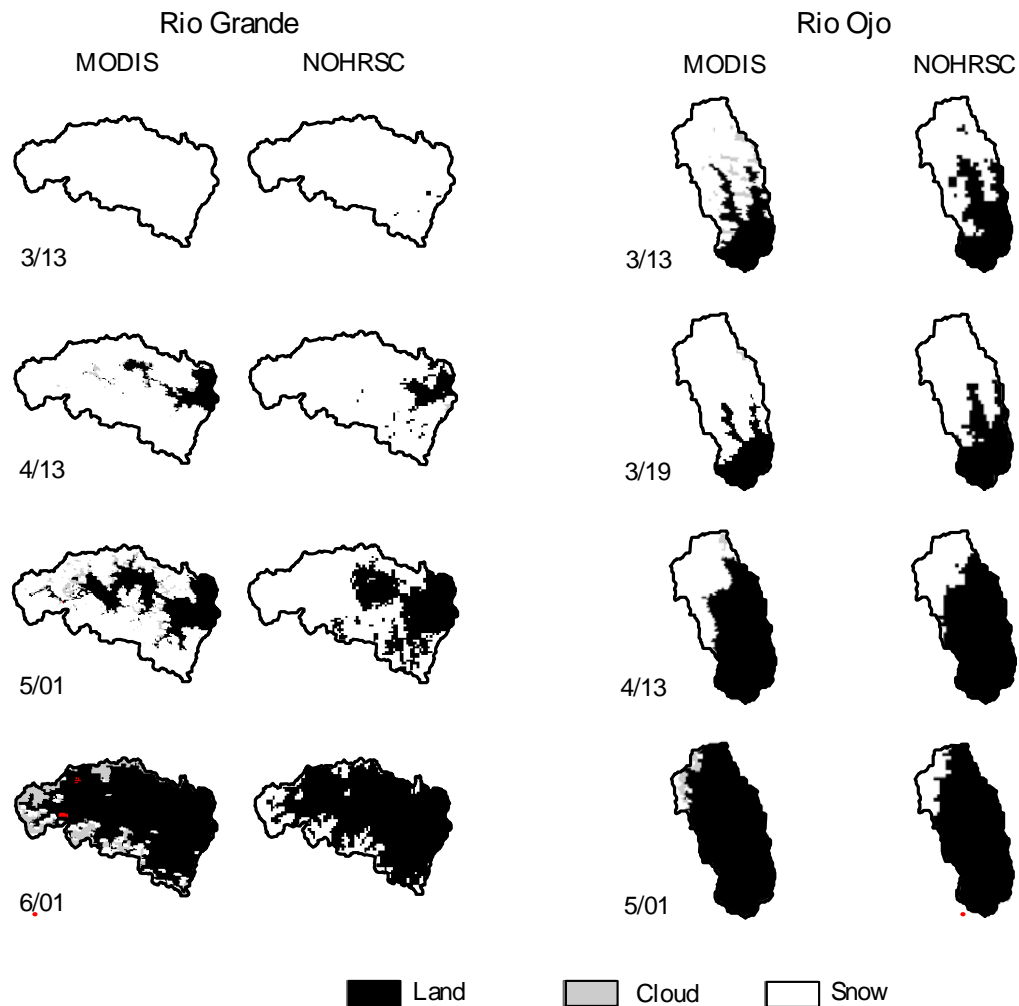 Rio Grande
Rio Ojo
MODIS
NOHRSC
MODIS
NOHRSC
3/13
3/13
4/13
3/19
5/01
4/13
6/01
5/01
Land
Cloud
Snow